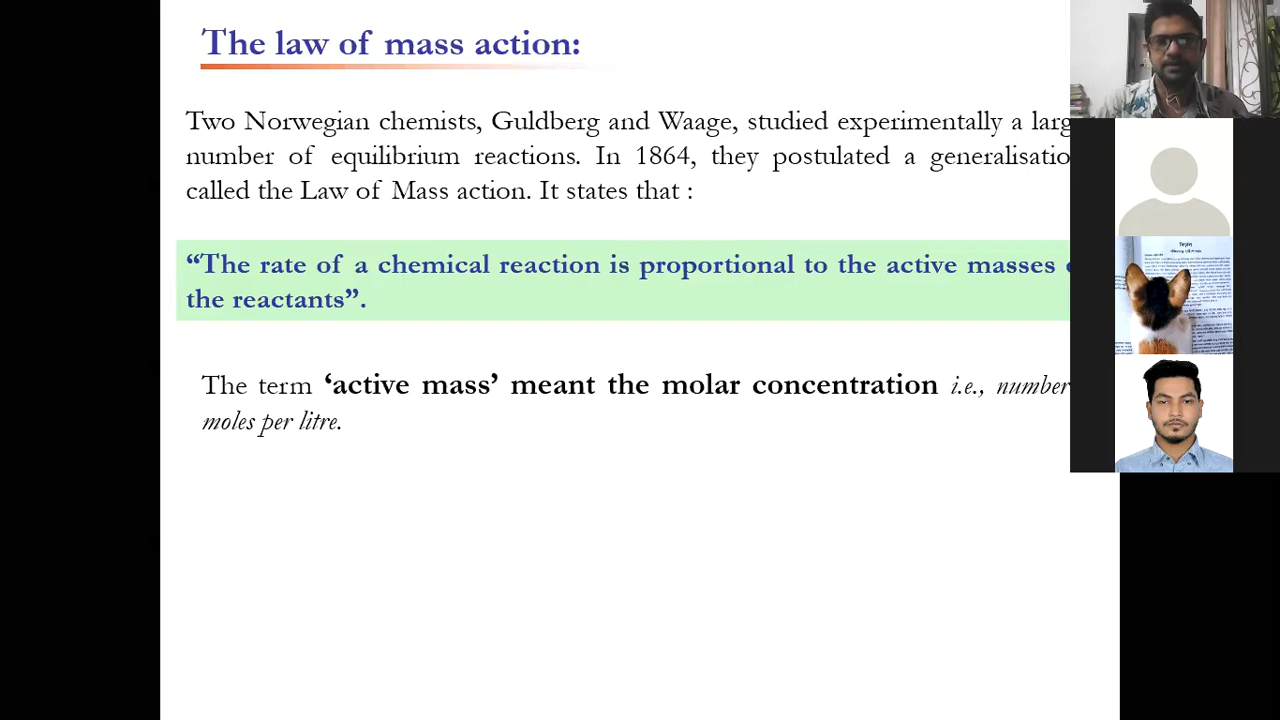 The law of mass action:
Two Norwegian chemists, Guldberg and Waage, studied experimentally a larg
number of equilibrium reactions. In 1864, they postulated a generalisatio
called the Law of Mass action. It states that :
“The rate of a chemical reaction is proportional to the active masses
the reactants”.
The term ‘active mass’ meant the molar concentration i.e., number
moles per litre.